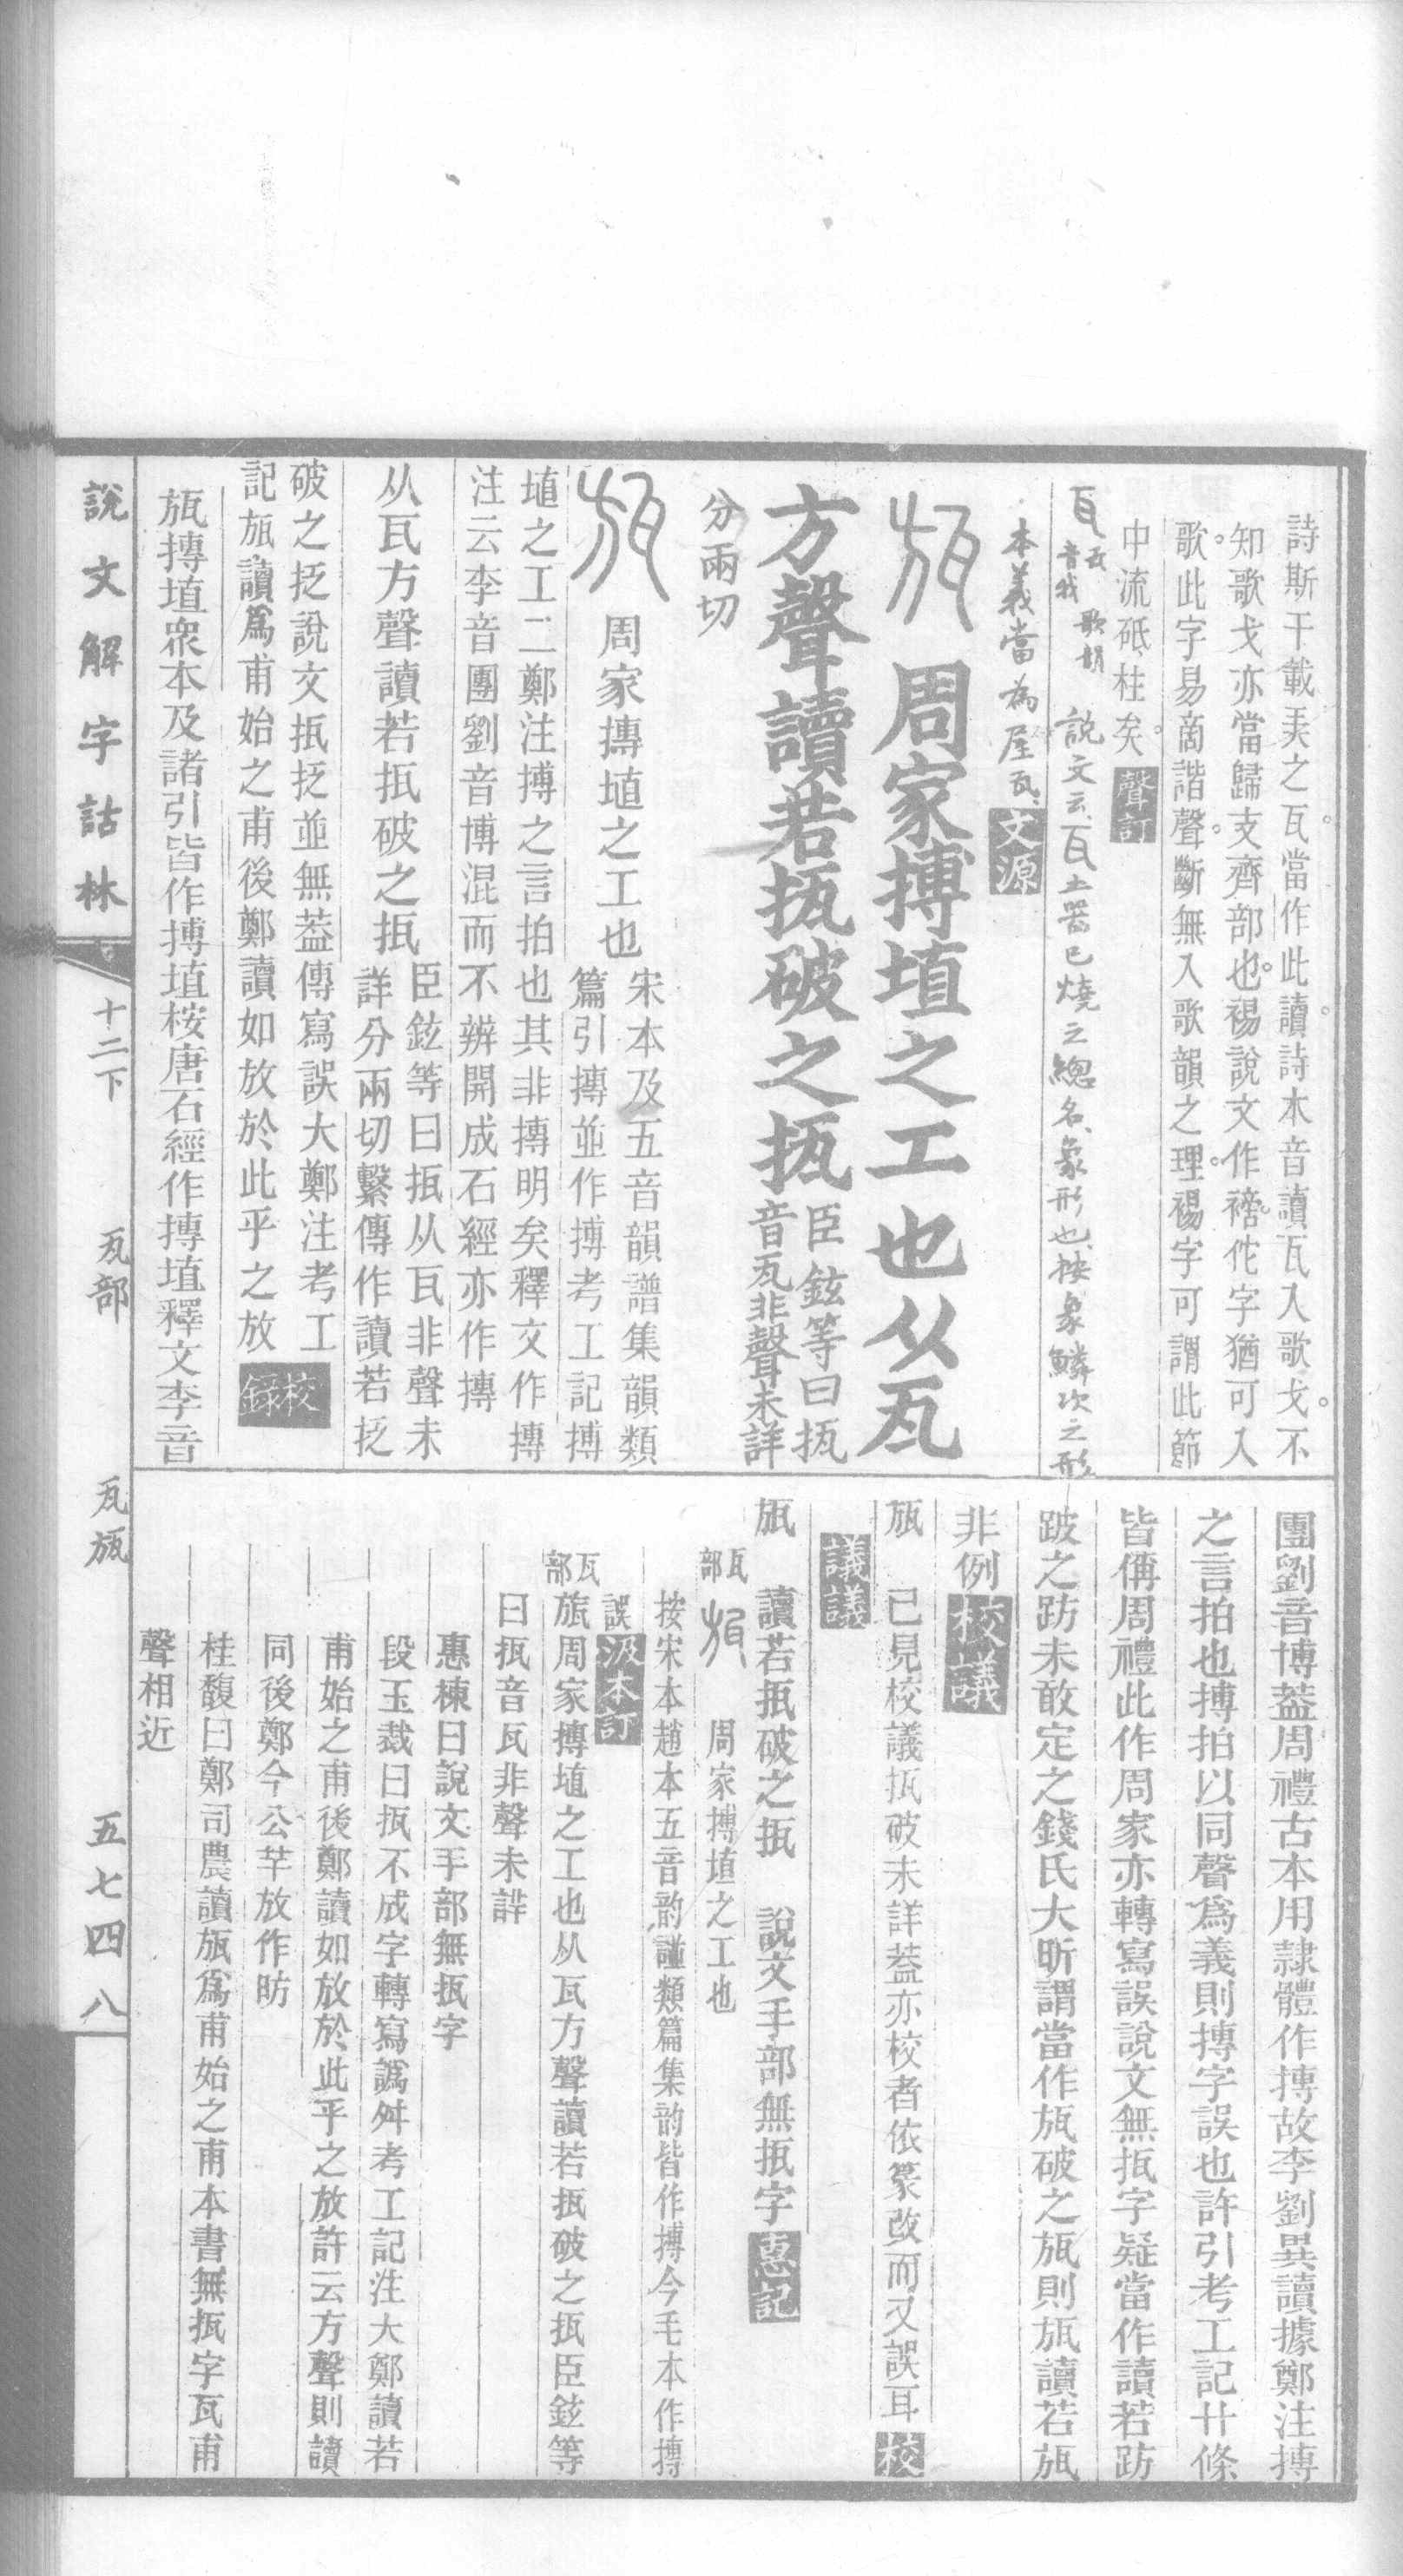 詩斯干載弄之瓦當作此讀詩本音讀瓦入歌戈不
知歌戈亦當歸支齊部也裼說文作䙛佗字猶可入
歌此字易啻諧聲斷無入歌韻之理裼字可謂此節
中流砥柱矣聲訂
瓦 說文云瓦土器已燒之總名象形也按象鱗次之形
本義當為屋瓦文源
瓬 周家搏埴之工也从瓦
方聲讀若抵破之抵臣鉉等曰抵
音瓦非聲未詳
分兩切
瓬 周家摶埴之工也宋本及五音韻譜集韻類
篇引摶並作搏考工記搏
埴之工二鄭注搏之言拍也其非摶明矣釋文作摶
注云李音團劉音博混而不辨開成石經亦作摶
从瓦方聲讀若抵破之抵臣鉉等曰抵从瓦非聲未
詳分兩切繫傳作讀若抂
破之抂說文抵抂並無蓋傳寫誤大鄭注考工
記瓬讀爲甫始之甫後鄭讀如放於此乎之放校錄
瓬摶埴衆本及諸引皆作搏埴桉唐石經作摶埴釋文李音
團劉音博蓋周禮古本用隷體作摶故李劉異讀據鄭注搏
之言拍也搏拍以同聲爲義則摶字誤也許引考工記廿條
皆偁周禮此作周家亦轉寫誤說文無抵字疑當作讀若趽
跛之趽未敢定之錢氏大昕謂當作瓬破之瓬則瓬讀若瓬
非例校議
瓬 已見校議抵破未詳蓋亦校者依篆改而又誤耳校
議議
瓬 讀若抵破之抵 說文手部無抵字惠記
瓦部瓬 周家搏埴之工也
按宋本趙本五音韵譜類篇集韵皆作搏今毛本作摶
誤汲本訂
瓦部瓬周家摶埴之工也从瓦方聲讀若抵破之抵臣鉉等
曰抵音瓦非聲未詳
惠棟曰說文手部無抵字
段玉裁曰抵不成字轉寫譌舛考工記注大鄭讀若
甫始之甫後鄭讀如放於此乎之放許云方聲則讀
同後鄭今公羊放作昉
桂馥曰鄭司農讀瓬爲甫始之甫本書無抵字瓦甫
聲相近
說文解字詁林 十二下 瓦部 瓦瓬 五七四八